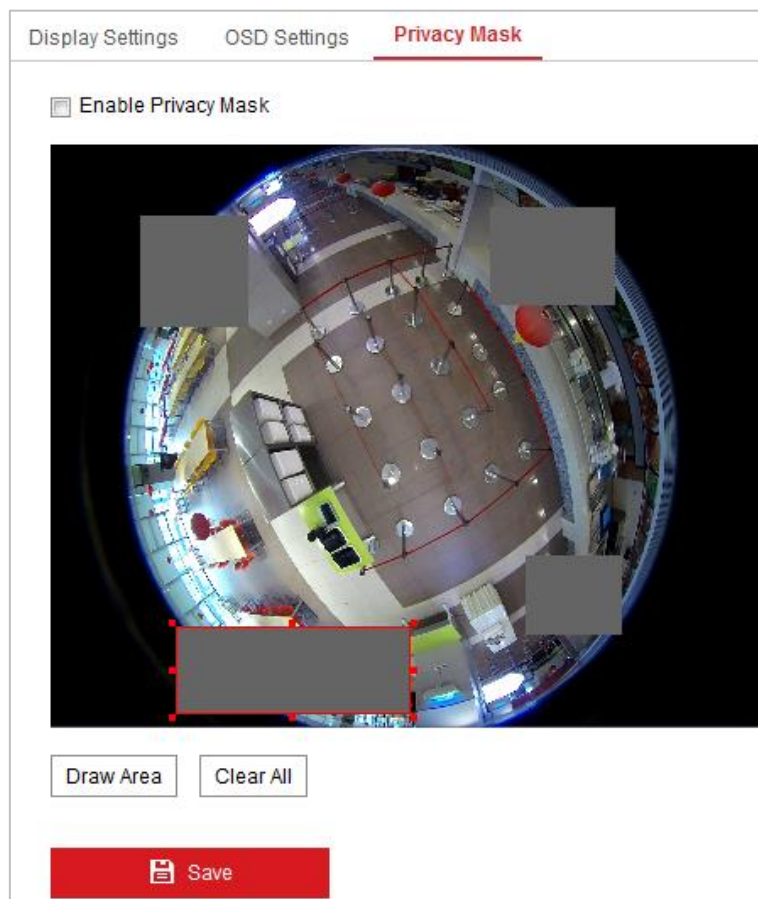 Display Settings OSD Settings Privacy Mask
Enable Privacy Mask
Draw Area Clear All
Save